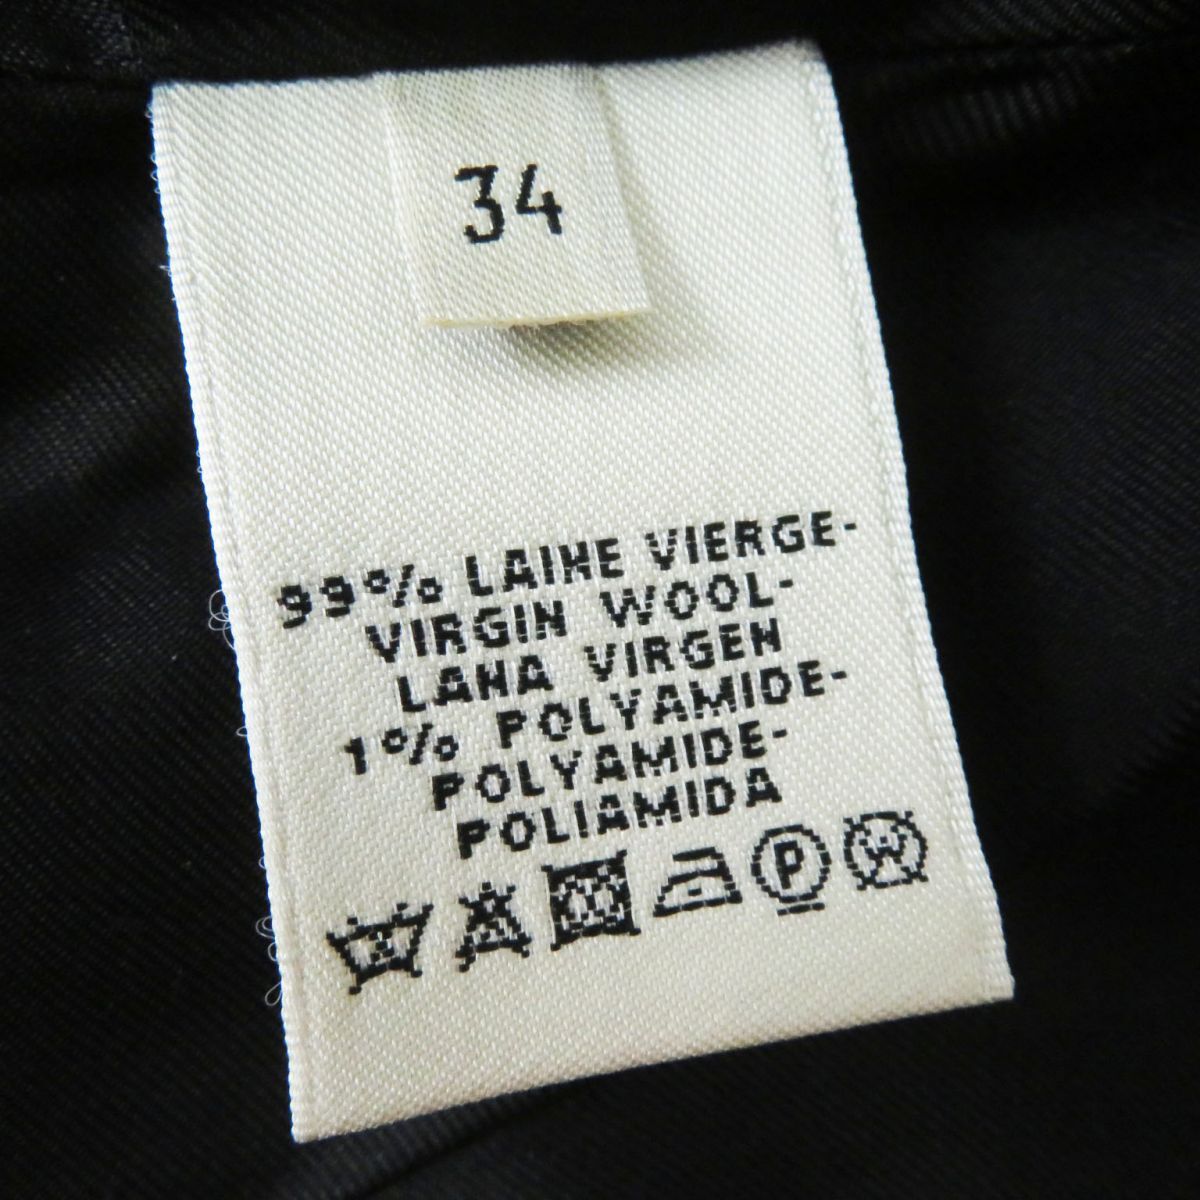 34
99% LAINE VIERGE-
VIRGIN WOOL-
LANA VIRGEN
1% POLYAMIDE-
POLYAMIDE-
POLIAMIDA
P W